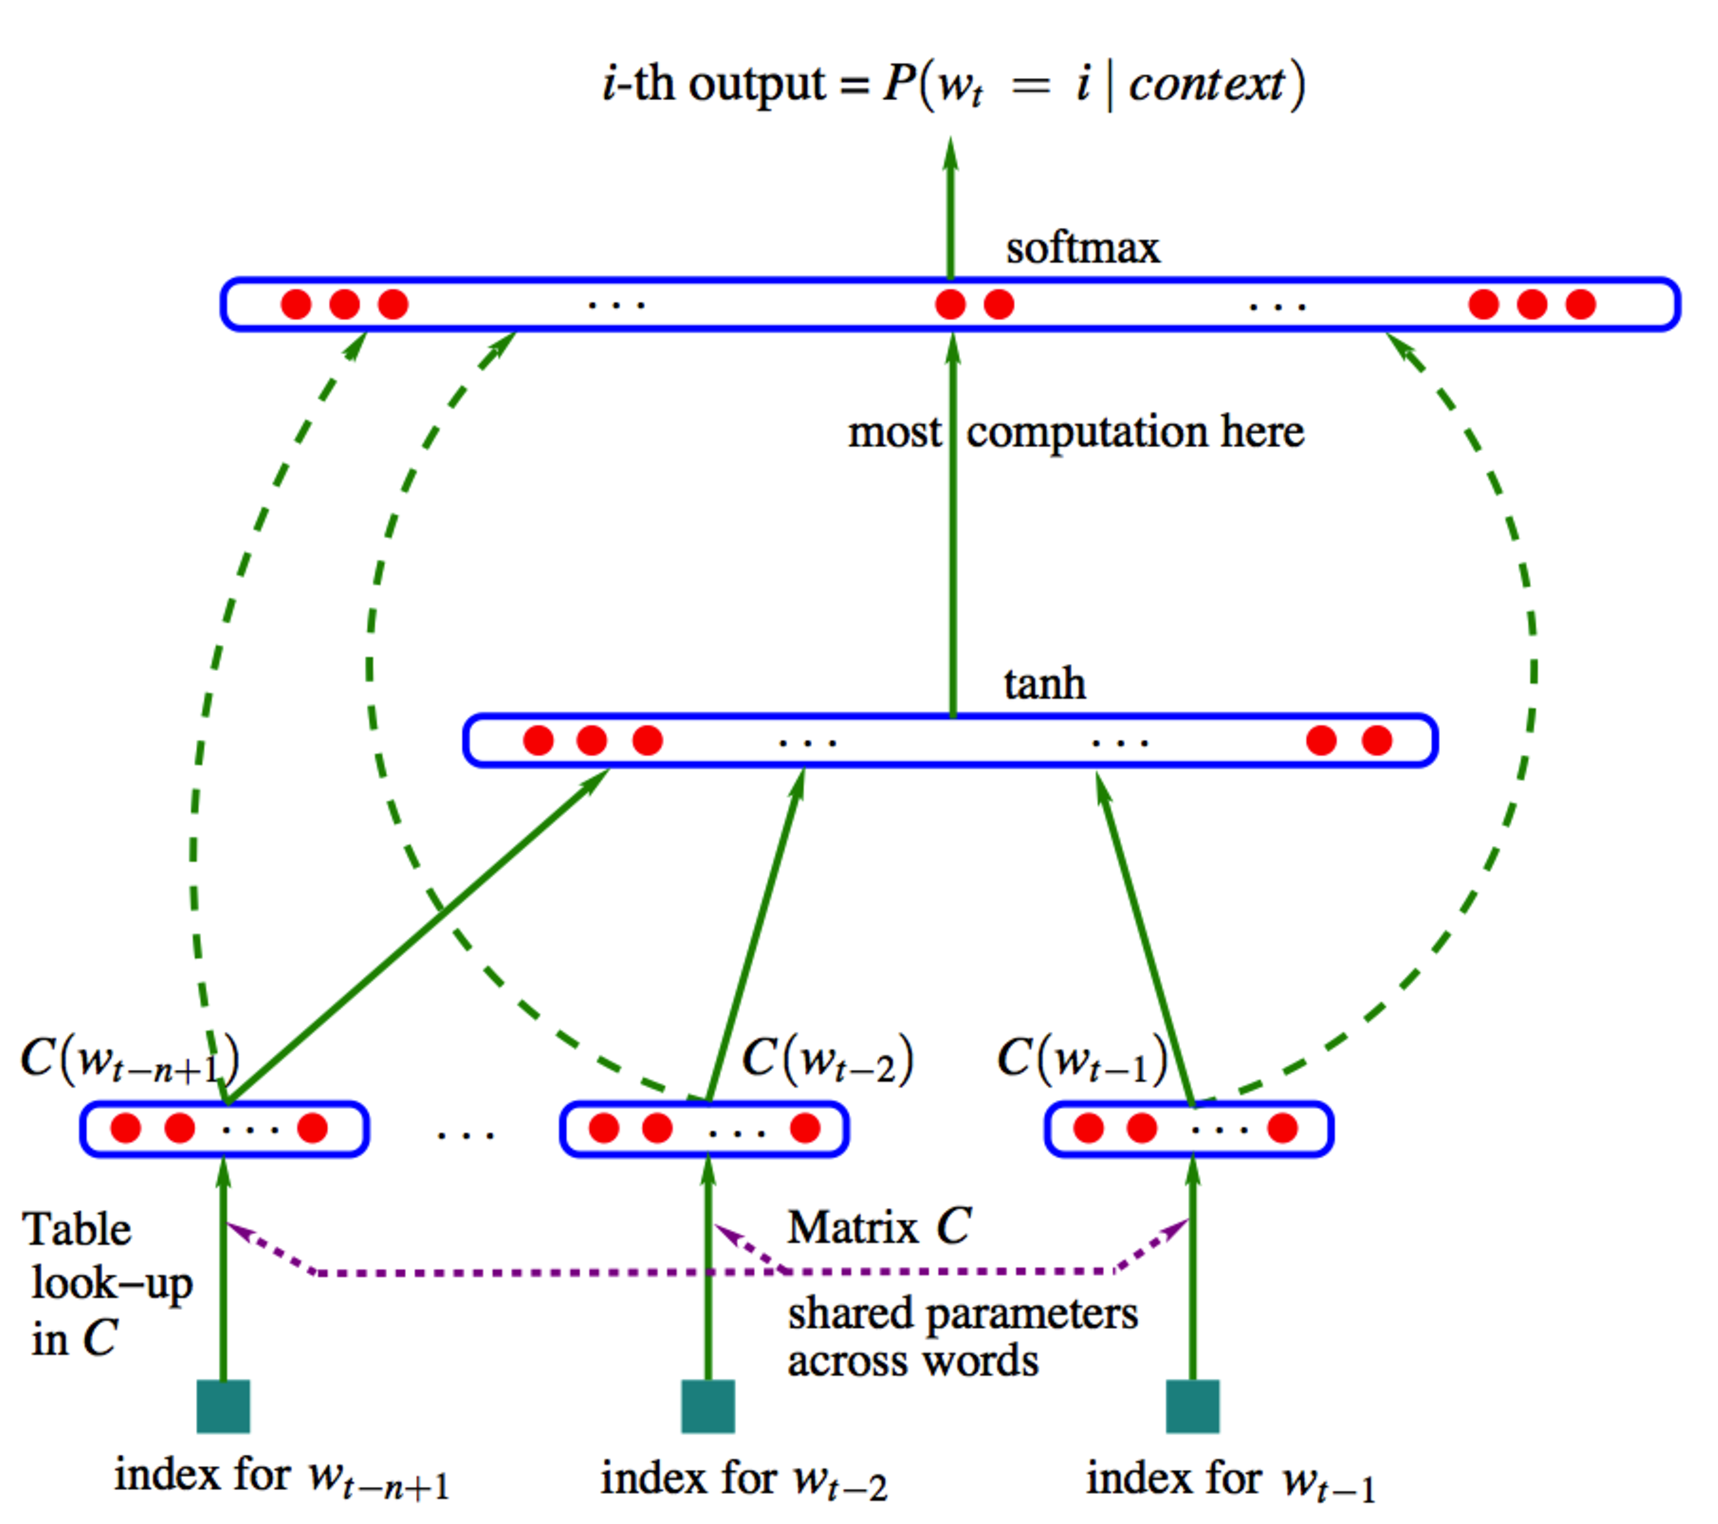 i-th output = P(w_t = i | context)
softmax
. . .
. . .
most computation here
tanh
. . .
. . .
C(w_{t−n+1})
C(w_{t−2})
C(w_{t−1})
. . .
. . .
. . .
. . .
Table
look−up
in C
Matrix C
shared parameters
across words
index for w_{t−n+1}
index for w_{t−2}
index for w_{t−1}